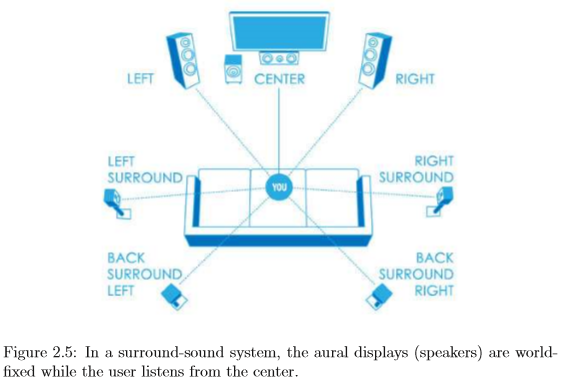 LEFT
CENTER
RIGHT
LEFT
SURROUND
YOU
RIGHT
SURROUND
BACK
SURROUND
LEFT
BACK
SURROUND
RIGHT
Figure 2.5: In a surround-sound system, the aural displays (speakers) are world-
fixed while the user listens from the center.